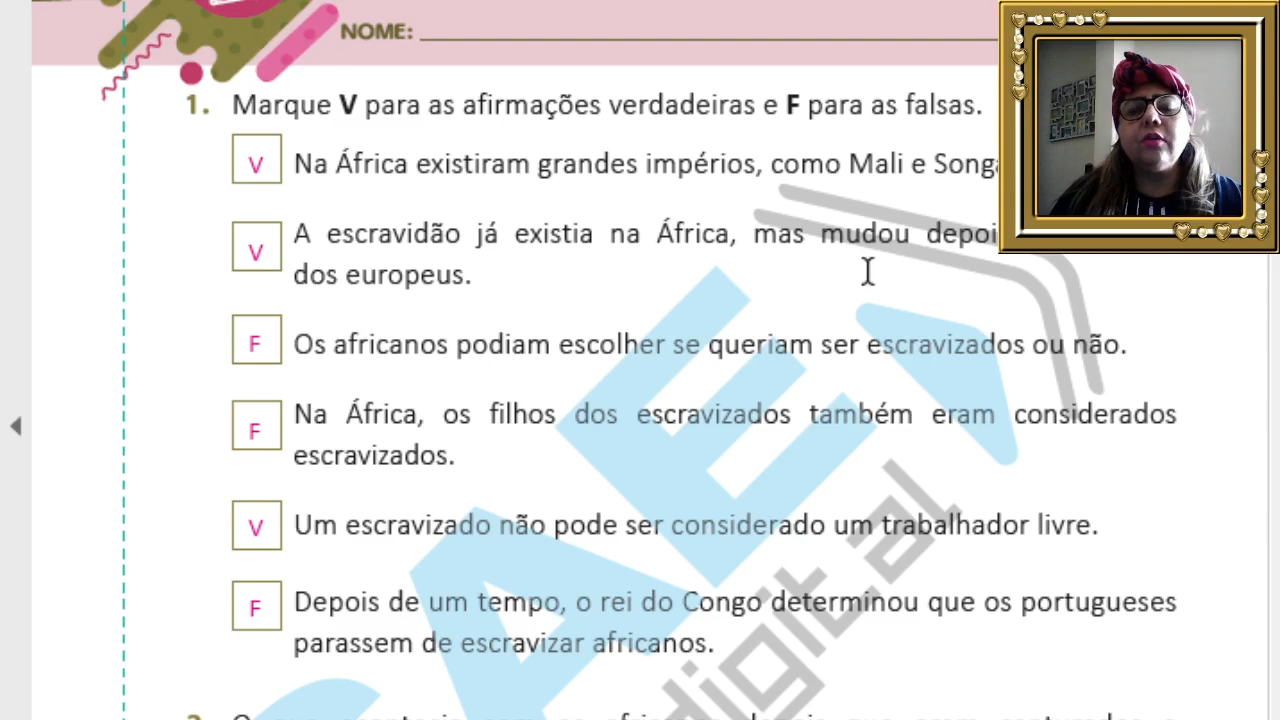 NOME:
1. Marque V para as afirmações verdadeiras e F para as falsas.
V Na África existiram grandes impérios, como Mali e
V A escravidão já existia na África, mas mudou
dos europeus.
F Os africanos podiam escolher se queriam ser escravizados ou não.
F Na África, os filhos dos escravizados também eram considerados
escravizados.
V Um escravizado não pode ser considerado um trabalhador livre.
F Depois de um tempo, o rei do Congo determinou que os portugueses
parassem de escravizar africanos.
SAE
digital